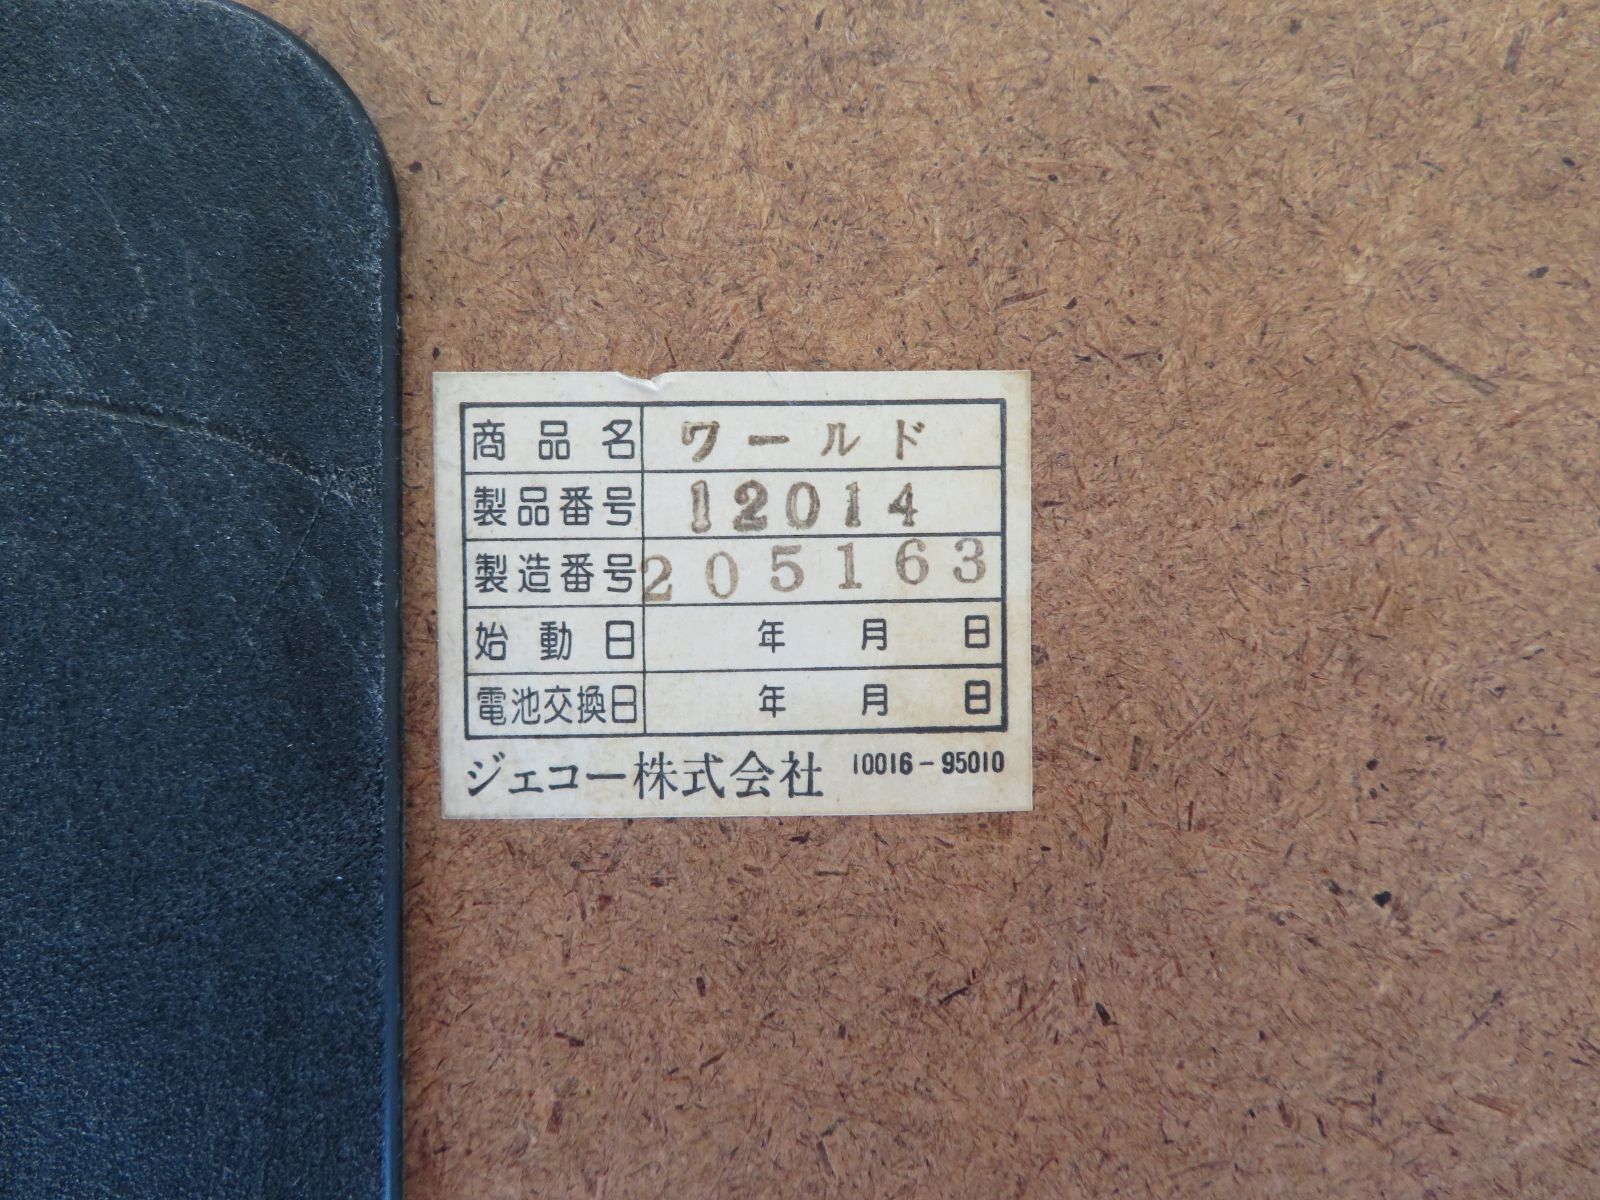 商品名 ワールド
製品番号 12014
製造番号 205163
始動日 年 月 日
電池交換日 年 月 日
ジェコー株式会社 10016-95010